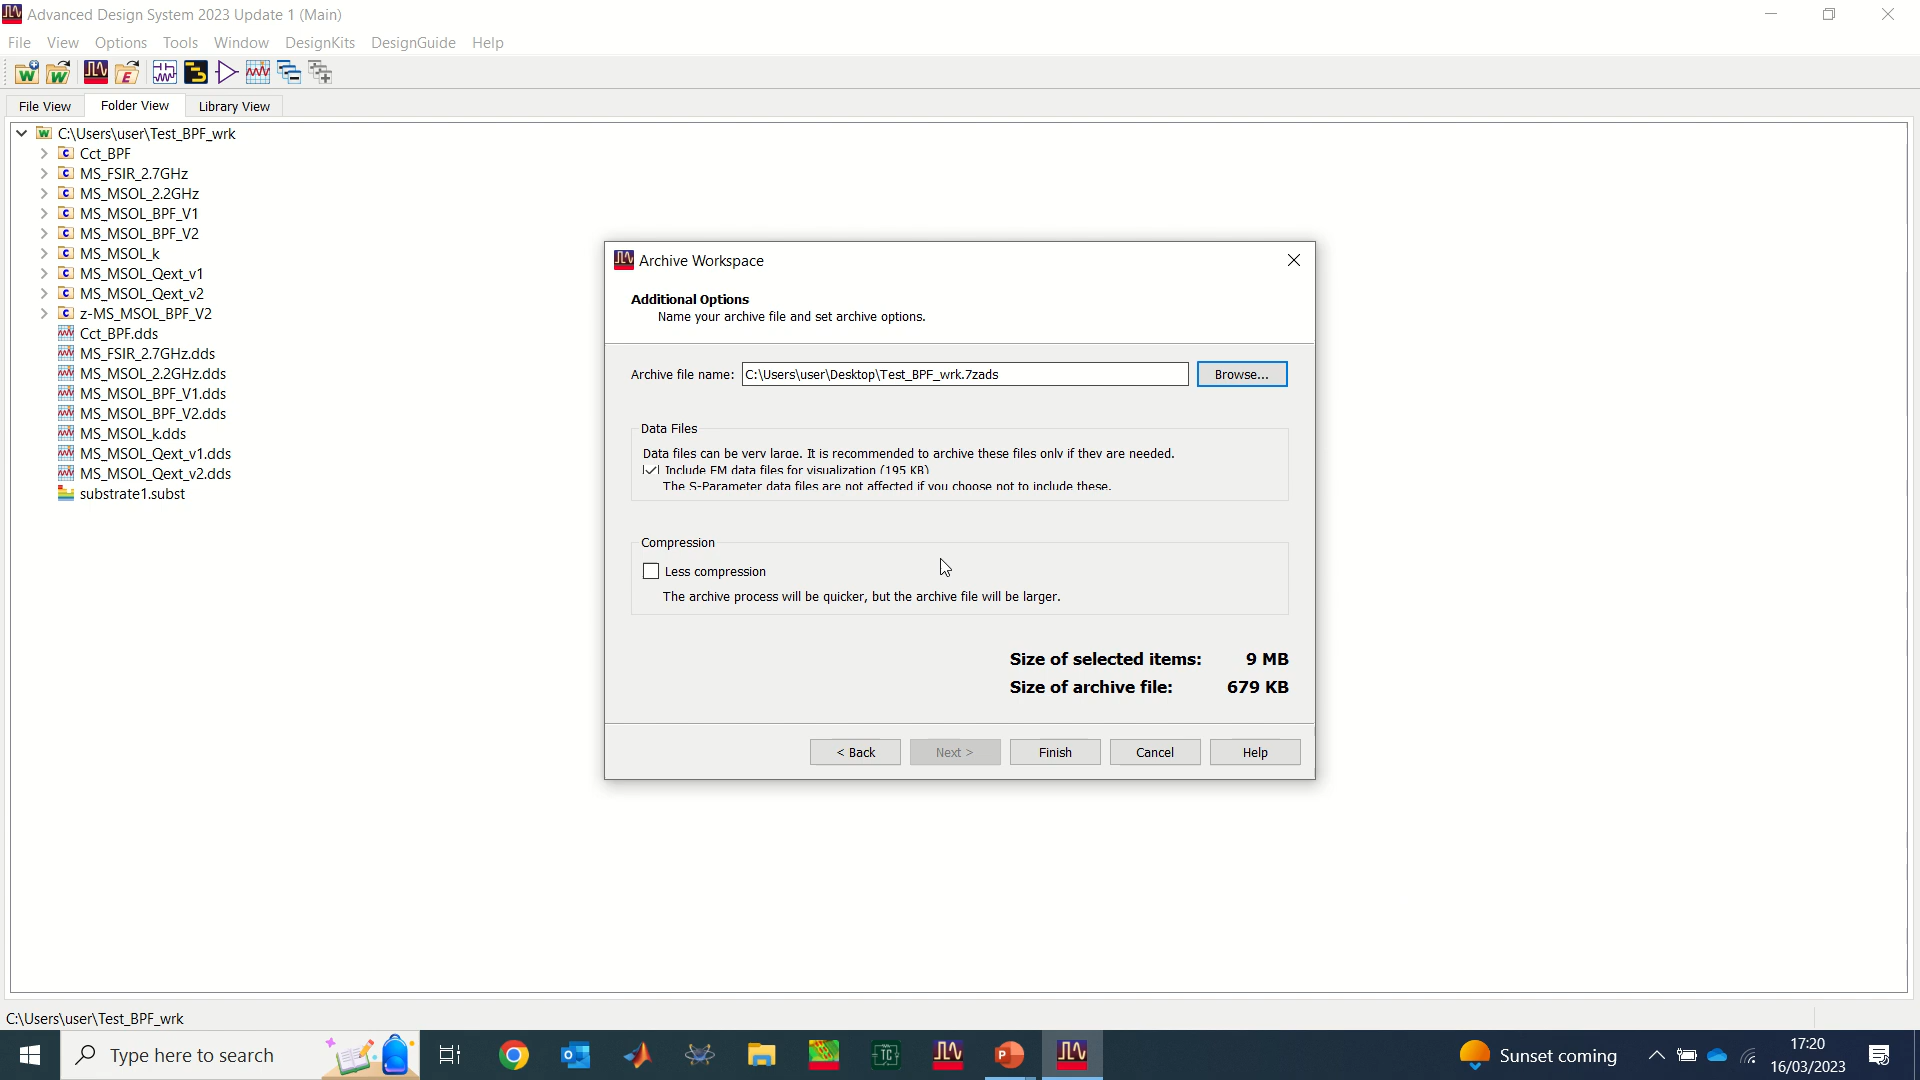 Advanced Design System 2023 Update 1 (Main)
File View Options Tools Window DesignKits DesignGuide Help
File View Folder View Library View
C:\Users\user\Test_BPF_wrk
Cct_BPF
MS_FSIR_2.7GHz
MS_MSOL_2.2GHz
MS_MSOL_BPF_V1
MS_MSOL_BPF_V2
MS_MSOL_k
MS_MSOL_Qext_v1
MS_MSOL_Qext_v2
z-MS_MSOL_BPF_V2
Cct_BPF.dds
MS_FSIR_2.7GHz.dds
MS_MSOL_2.2GHz.dds
MS_MSOL_BPF_V1.dds
MS_MSOL_BPF_V2.dds
MS_MSOL_k.dds
MS_MSOL_Qext_v1.dds
MS_MSOL_Qext_v2.dds
substrate1.subst
Archive Workspace
Additional Options
Name your archive file and set archive options.
Archive file name: C:\Users\user\Desktop\Test_BPF_wrk.7zads Browse...
Data Files
Data files can be very large. It is recommended to archive these files only if they are needed.
Include EM data files for visualization (195 KB)
The S-Parameter data files are not affected if you choose not to include these.
Compression
Less compression
The archive process will be quicker, but the archive file will be larger.
Size of selected items: 9 MB
Size of archive file: 679 KB
< Back Next > Finish Cancel Help
C:\Users\user\Test_BPF_wrk
Type here to search
Sunset coming
17:20
16/03/2023